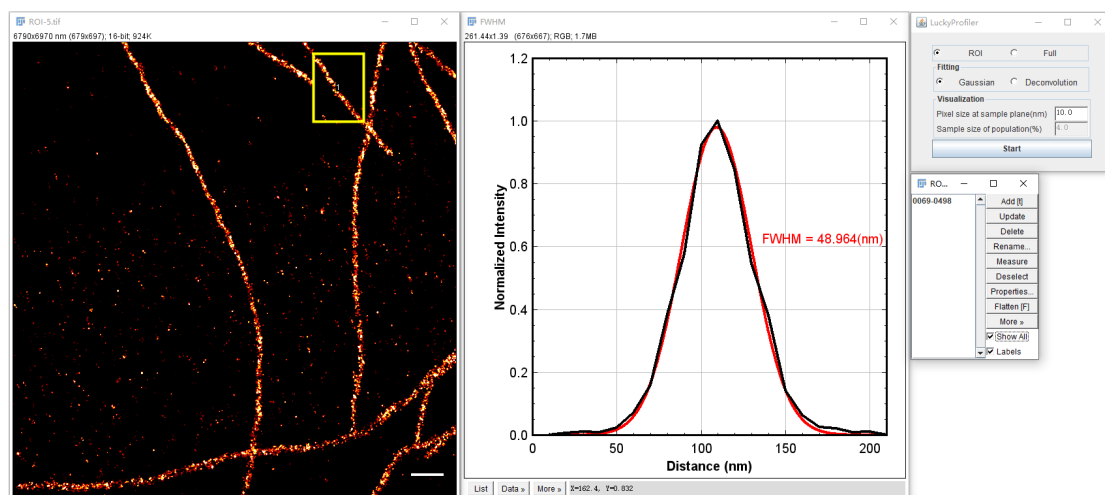 ROI-5.tif
6790x6970 nm (679x697); 16-bit; 924K
1
FWHM
261.44x1.39 (676x667); RGB; 1.7MB
1.2
1.0
0.8
0.6
0.4
0.2
0.0
Normalized Intensity
FWHM = 48.964(nm)
0 50 100 150 200
Distance (nm)
List Data » More » X=162.4, Y=0.832
LuckyProfiler
ROI Full
Fitting
Gaussian Deconvolution
Visualization
Pixel size at sample plane(nm) 10.0
Sample size of population(%) 4.0
Start
RO...
0069-0498
Add [t]
Update
Delete
Rename...
Measure
Deselect
Properties...
Flatten [F]
More »
Show All
Labels